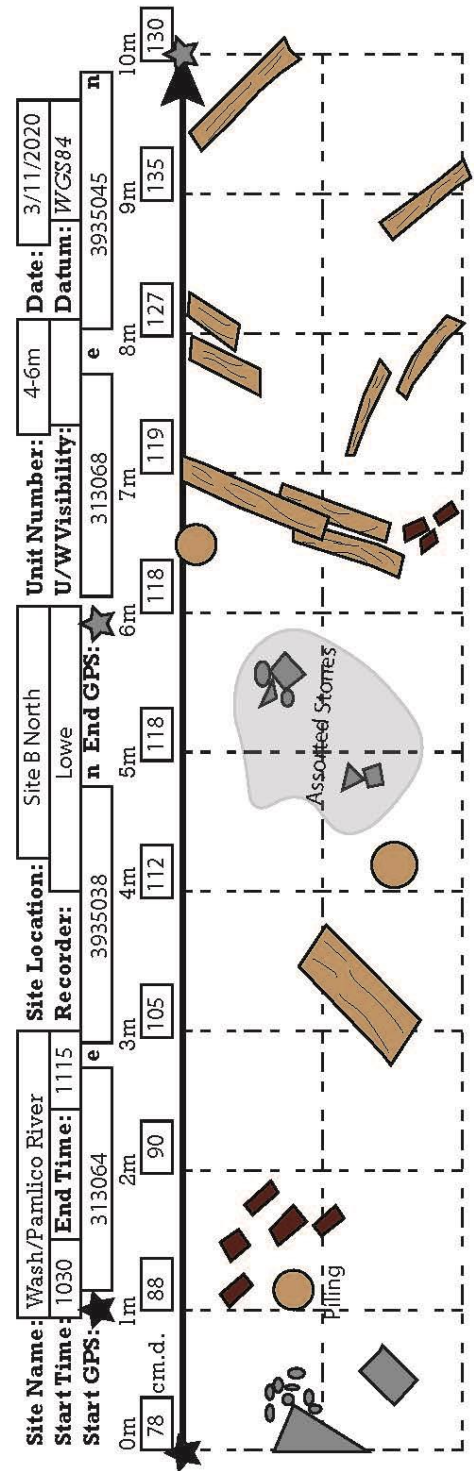 Site Name: Wash/Pamlico River Site Location: Site B North Unit Number: 4-6m Date: 3/11/2020
Start Time: 1030 End Time: 1115 Recorder: Lowe U/W Visibility: Datum: WGS84
Start GPS: 313064 e 3935038 n End GPS: 313068 e 3935045 n
0m 1m 2m 3m 4m 5m 6m 7m 8m 9m 10m
78 cm.d. 88 90 105 112 118 118 119 127 135 130
Pilling
Assorted Stones